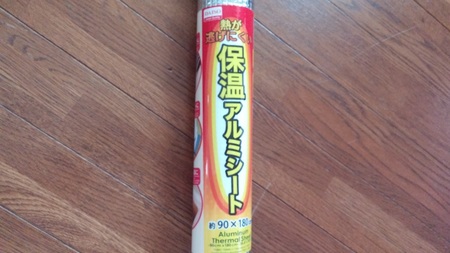 熱が
逃げにくい
保温アルミシート
約90×180
Aluminum
Thermal Sheet